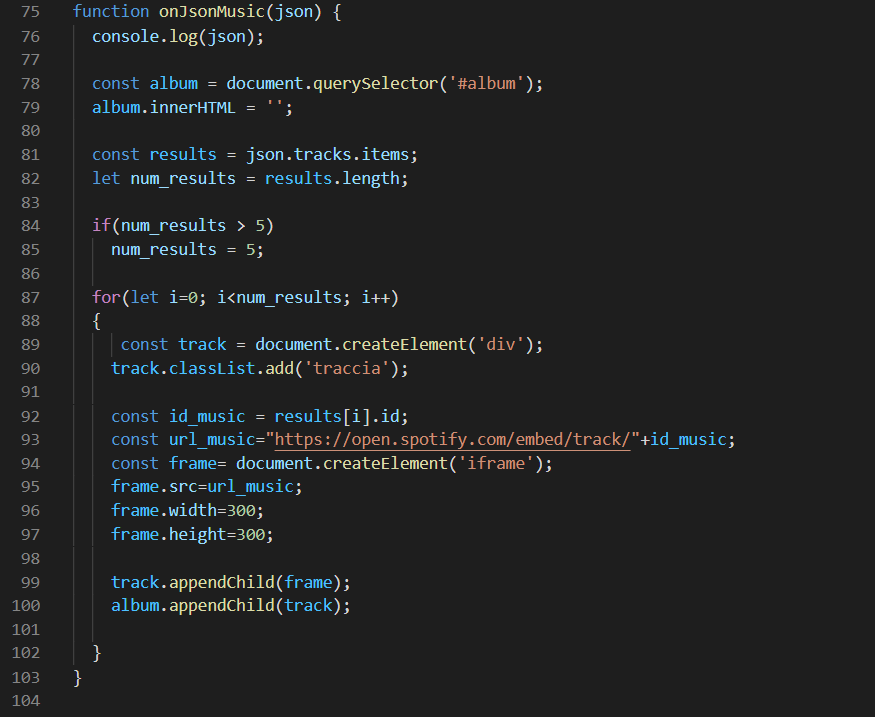 75 function onJsonMusic(json) {
76   console.log(json);
77
78   const album = document.querySelector('#album');
79   album.innerHTML = '';
80
81   const results = json.tracks.items;
82   let num_results = results.length;
83
84   if(num_results > 5)
85     num_results = 5;
86
87   for(let i=0; i<num_results; i++)
88   {
89      const track = document.createElement('div');
90     track.classList.add('traccia');
91
92     const id_music = results[i].id;
93     const url_music="https://open.spotify.com/embed/track/"+id_music;
94     const frame= document.createElement('iframe');
95     frame.src=url_music;
96     frame.width=300;
97     frame.height=300;
98
99     track.appendChild(frame);
100     album.appendChild(track);
101
102   }
103 }
104